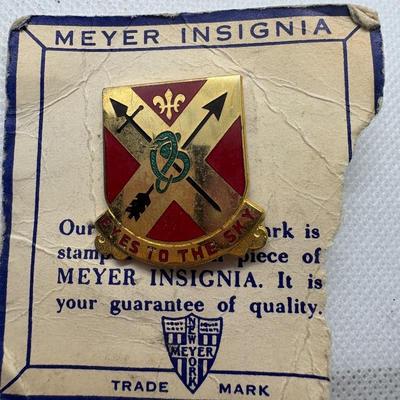 MEYER INSIGNIA
EYES TO THE SKY
Our rk is
stamp piece of
MEYER INSIGNIA. It is
your guarantee of quality.
NEW YORK
MEYER
TRADE MARK